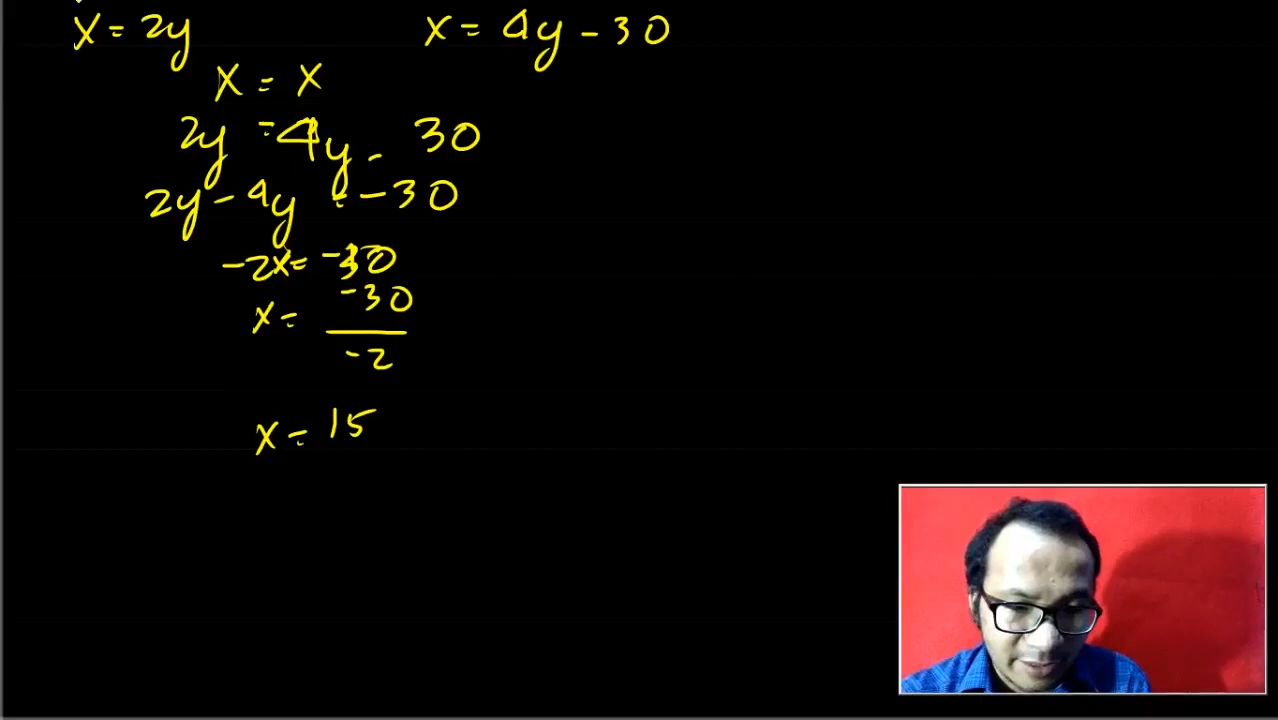 x = 2y x = 4y - 30
x = x
2y = 4y - 30
2y - 4y = -30
-2x = -30
x = -30
-2
x = 15